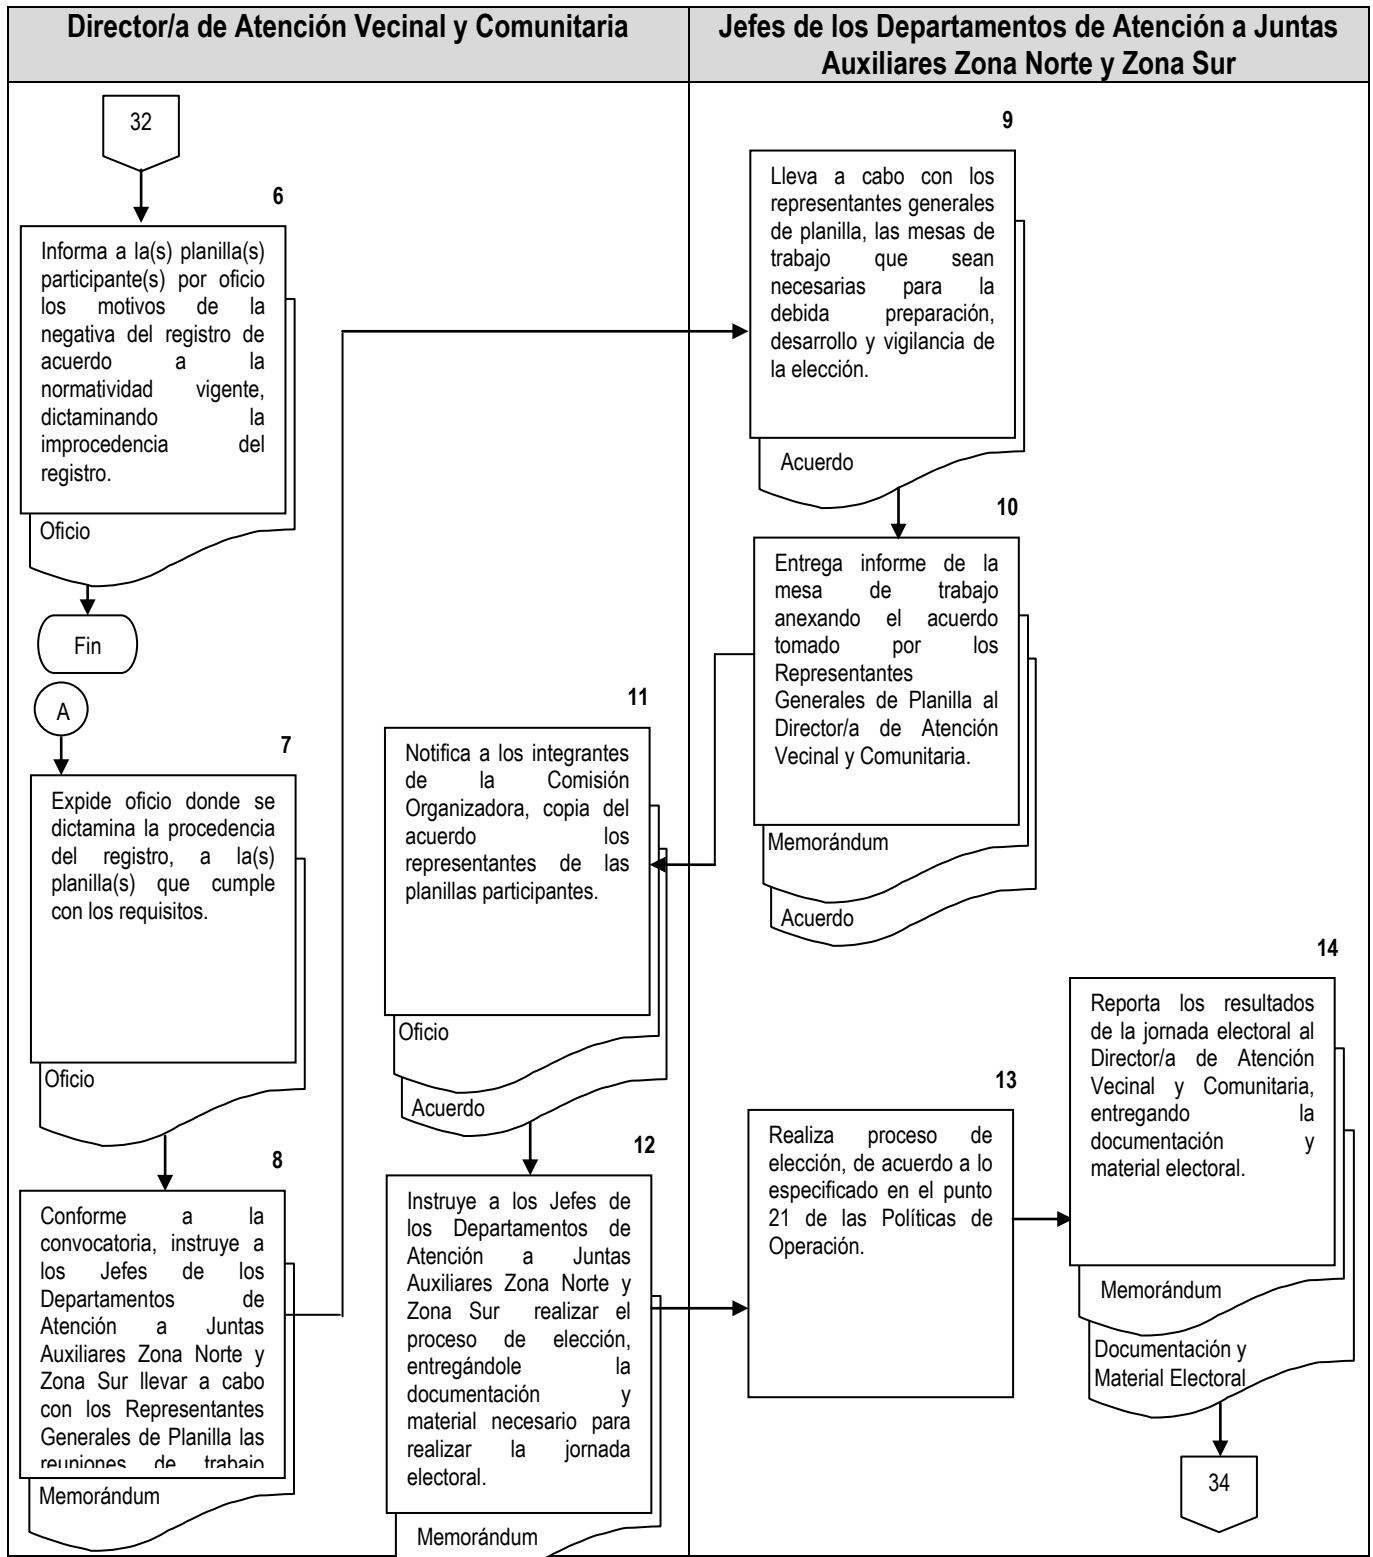 Director/a de Atención Vecinal y Comunitaria
Jefes de los Departamentos de Atención a Juntas
Auxiliares Zona Norte y Zona Sur
32
6
Informa a la(s) planilla(s)
participante(s) por oficio
los motivos de la
negativa del registro de
acuerdo a la
normatividad vigente,
dictaminando la
improcedencia del
registro.
Oficio
Fin
A
7
Expide oficio donde se
dictamina la procedencia
del registro, a la(s)
planilla(s) que cumple
con los requisitos.
Oficio
8
Conforme a la
convocatoria, instruye a
los Jefes de los
Departamentos de
Atención a Juntas
Auxiliares Zona Norte y
Zona Sur llevar a cabo
con los Representantes
Generales de Planilla las
reuniones de trabajo
Memorándum
9
Lleva a cabo con los
representantes generales
de planilla, las mesas de
trabajo que sean
necesarias para la
debida preparación,
desarrollo y vigilancia de
la elección.
Acuerdo
10
Entrega informe de la
mesa de trabajo
anexando el acuerdo
tomado por los
Representantes
Generales de Planilla al
Director/a de Atención
Vecinal y Comunitaria.
Memorándum
Acuerdo
11
Notifica a los integrantes
de la Comisión
Organizadora, copia del
acuerdo los
representantes de las
planillas participantes.
Oficio
Acuerdo
12
Instruye a los Jefes de
los Departamentos de
Atención a Juntas
Auxiliares Zona Norte y
Zona Sur realizar el
proceso de elección,
entregándole la
documentación y
material necesario para
realizar la jornada
electoral.
Memorándum
13
Realiza proceso de
elección, de acuerdo a lo
especificado en el punto
21 de las Políticas de
Operación.
14
Reporta los resultados
de la jornada electoral al
Director/a de Atención
Vecinal y Comunitaria,
entregando la
documentación y
material electoral.
Memorándum
Documentación y
Material Electoral
34